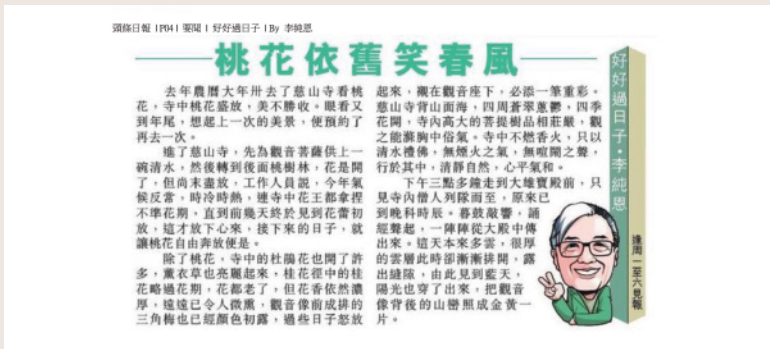 頭條日報 | P04 | 要聞 | 好好過日子 | By 李純恩
桃花依舊笑春風
去年農曆大年卅去了慈山寺看桃
花，寺中桃花盛放，美不勝收。眼看又
到年尾，想起上一次的美景，便預約了
再去一次。
進了慈山寺，先為觀音菩薩供上一
碗清水，然後轉到後面桃樹林，花是開
了，但尚未盡放，工作人員説，今年氣
候反常，時冷時熱，連寺中花王都拿捏
不準花期，直到前幾天終於見到花蕾初
放，這才放下心來，接下來的日子，就
讓桃花自由奔放便是。
除了桃花，寺中的杜鵑花也開了許
多，薰衣草也亮麗起來，桂花徑中的桂
花略過花期，花都老了，但花香依然濃
厚，遠遠已令人微熏，觀音像前成排的
三角梅也已經顏色初露，過些日子怒放
起來，襯在觀音座下，必添一筆重彩。
慈山寺背山面海，四周蒼翠蔥鬱，四季
花開，寺內高大的菩提樹品相莊嚴，觀
之能滌胸中俗氣。寺中不燃香火，只以
清水禮佛，無煙火之氣，無喧鬧之聲，
行於其中，清靜自然，心平氣和。
下午三點多鐘走到大雄寶殿前，只
見寺內僧人列隊而至，原來已
到晚科時辰。暮鼓敲響，誦
經聲起，一陣陣從大殿中傳
出來。這天本來多雲，很厚
的雲層此時卻漸漸排開，露
出縫隙，由此見到藍天，
陽光也穿了出來，把觀音
像背後的山巒照成金黃一
片。
好好過日子·李純恩
逢周一至六見報